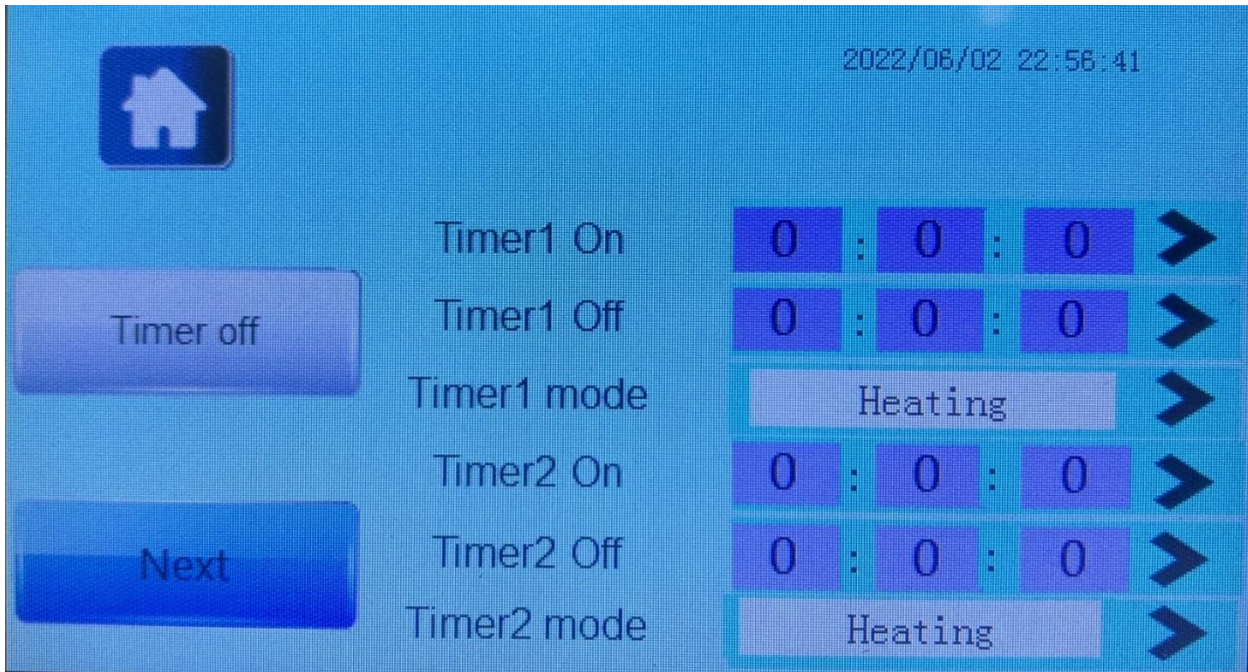 2022/06/02 22:56:41
Timer1 On 0 : 0 : 0
Timer off
Timer1 Off 0 : 0 : 0
Timer1 mode Heating
Timer2 On 0 : 0 : 0
Next
Timer2 Off 0 : 0 : 0
Timer2 mode Heating